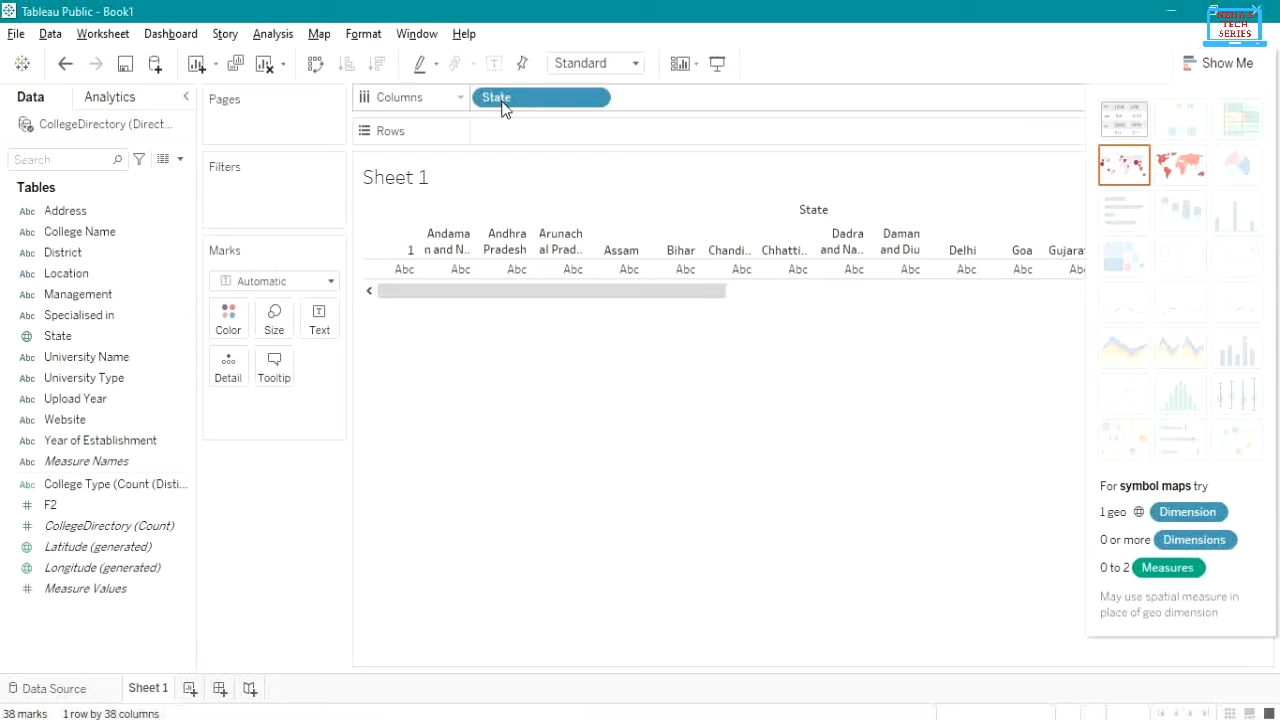 Tableau Public - Book1
File Data Worksheet Dashboard Story Analysis Map Format Window Help
TECH
SERIES
Standard
Show Me
Data Analytics
Pages
Columns State
CollegeDirectory (Direct...
Rows
Search
Filters
Tables
Sheet 1
Abc Address
State
Abc College Name
1 Andama n and N.. Andhra Pradesh Arunach al Prad.. Assam Bihar Chandi.. Chhatti.. Dadra and Na.. Daman and Diu Delhi Goa Gujara
Abc District
Marks
Abc Location
Abc Abc Abc Abc Abc Abc Abc Abc Abc Abc Abc Abc
Automatic
Abc Management
Abc Specialised in
Color Size Text
State
Abc University Name
Abc University Type
Detail Tooltip
Abc Upload Year
Abc Website
Abc Year of Establishment
Abc Measure Names
Abc College Type (Count (Disti...
# F2
# CollegeDirectory (Count)
Latitude (generated)
Longitude (generated)
# Measure Values
For symbol maps try
1 geo Dimension
0 or more Dimensions
0 to 2 Measures
May use spatial measure in
place of geo dimension
Data Source Sheet 1
38 marks 1 row by 38 columns